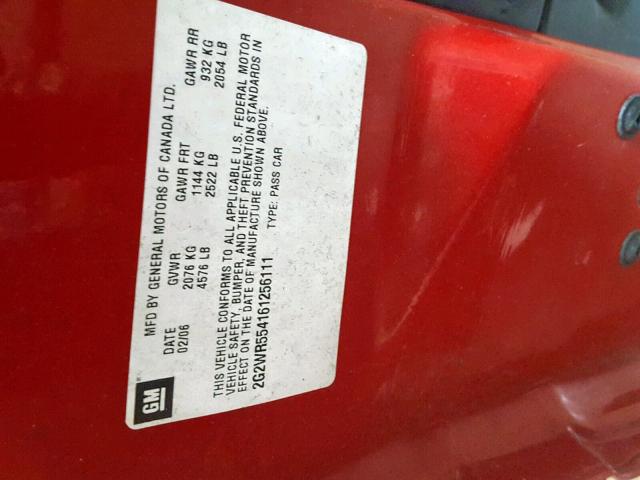 GM
MFD BY GENERAL MOTORS OF CANADA LTD.
DATE GVWR GAWR FRT GAWR RR
02/06 2076 KG 1144 KG 932 KG
4576 LB 2522 LB 2054 LB
THIS VEHICLE CONFORMS TO ALL APPLICABLE U.S. FEDERAL MOTOR
VEHICLE SAFETY, BUMPER, AND THEFT PREVENTION STANDARDS IN
EFFECT ON THE DATE OF MANUFACTURE SHOWN ABOVE.
2G2WR554161256111 TYPE: PASS CAR